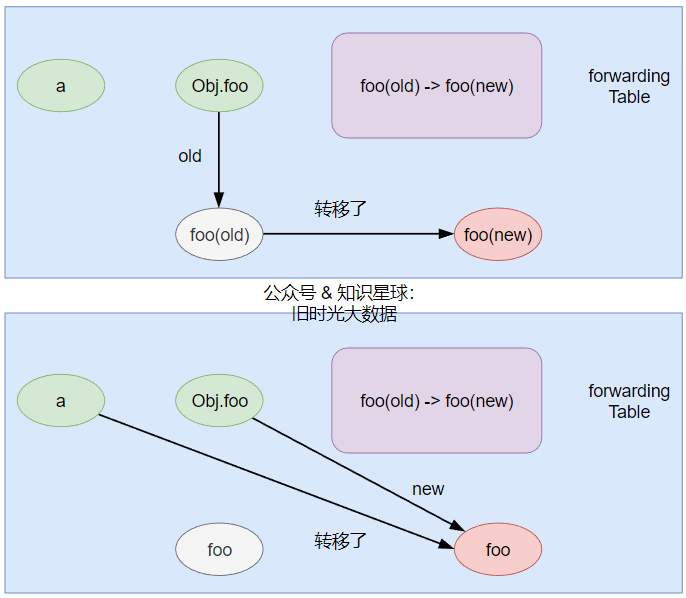 a
Obj.foo
foo(old) -> foo(new)
forwarding
Table
old
转移了
foo(old)
foo(new)
公众号 & 知识星球：
旧时光大数据
a
Obj.foo
foo(old) -> foo(new)
forwarding
Table
new
转移了
foo
foo